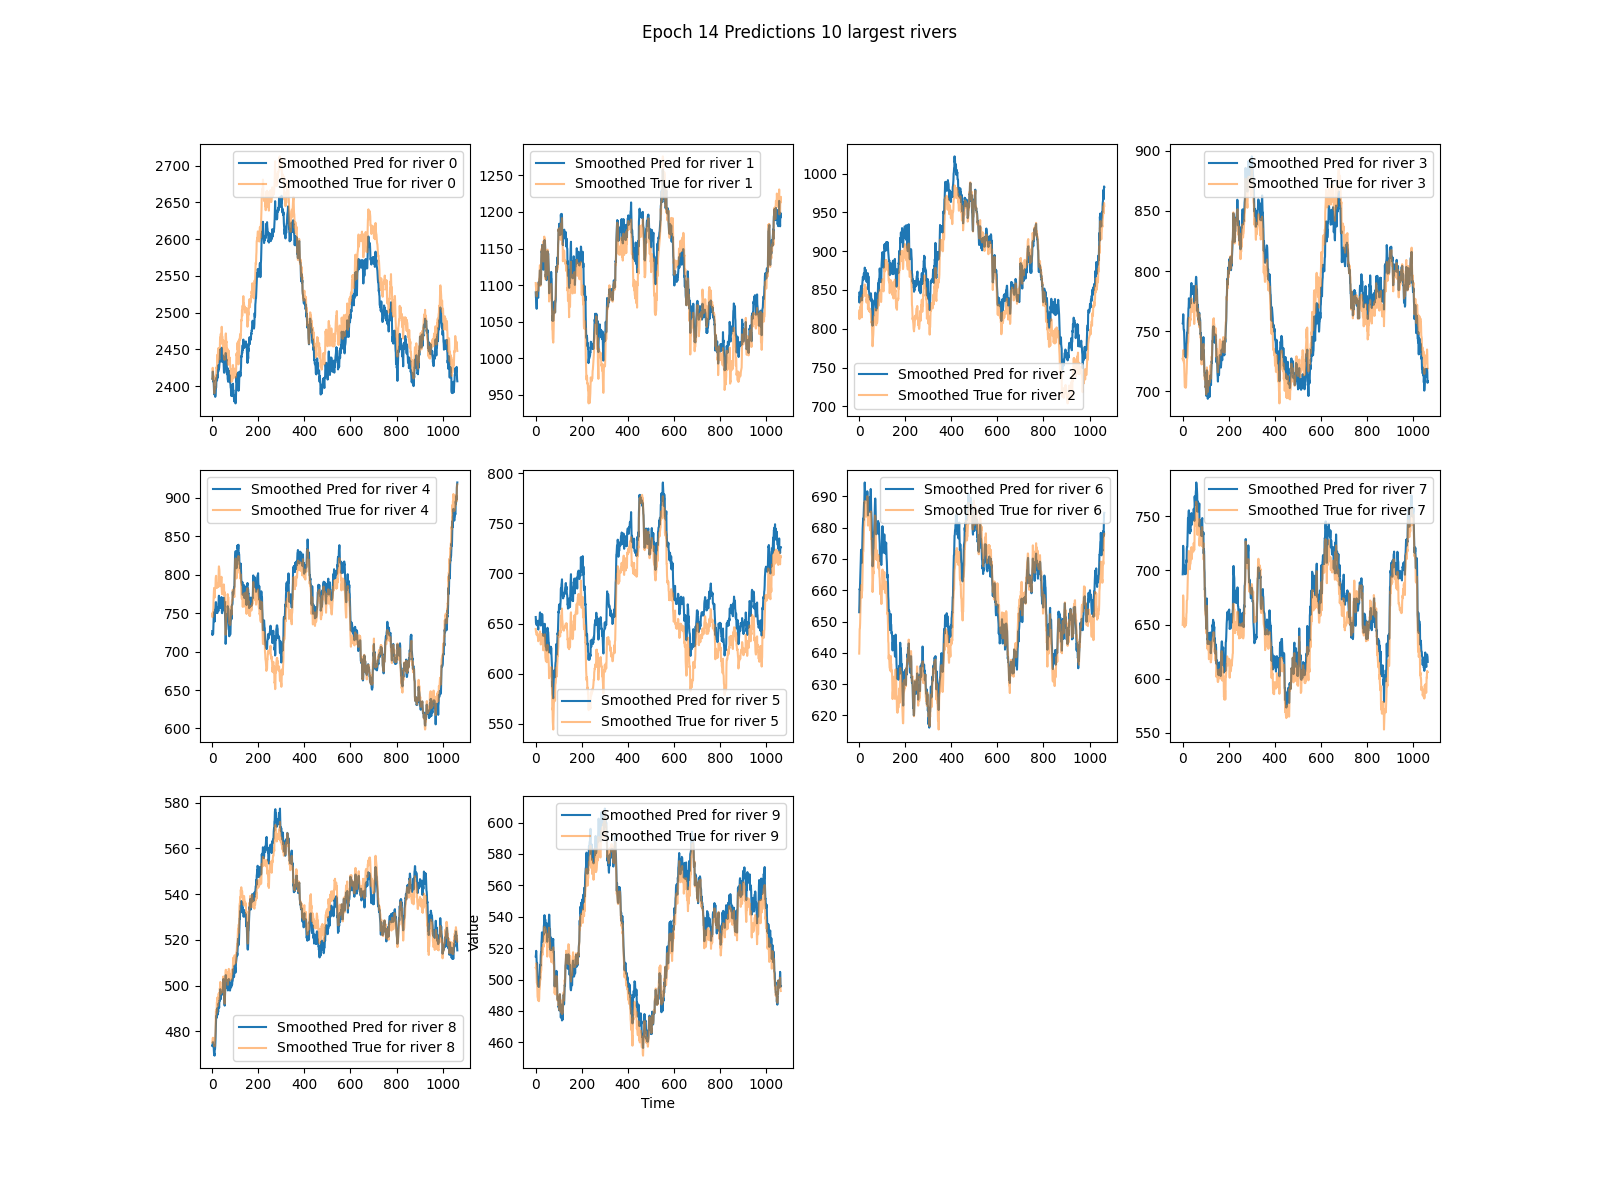 Epoch 14 Predictions 10 largest rivers
2700
2650
2600
2550
2500
2450
2400
0 200 400 600 800 1000
Smoothed Pred for river 0
Smoothed True for river 0
1250
1200
1150
1100
1050
1000
950
0 200 400 600 800 1000
Smoothed Pred for river 1
Smoothed True for river 1
1000
950
900
850
800
750
700
0 200 400 600 800 1000
Smoothed Pred for river 2
Smoothed True for river 2
900
850
800
750
700
0 200 400 600 800 1000
Smoothed Pred for river 3
Smoothed True for river 3
900
850
800
750
700
650
600
0 200 400 600 800 1000
Smoothed Pred for river 4
Smoothed True for river 4
800
750
700
650
600
550
0 200 400 600 800 1000
Smoothed Pred for river 5
Smoothed True for river 5
690
680
670
660
650
640
630
620
0 200 400 600 800 1000
Smoothed Pred for river 6
Smoothed True for river 6
750
700
650
600
550
0 200 400 600 800 1000
Smoothed Pred for river 7
Smoothed True for river 7
580
560
540
520
500
480
0 200 400 600 800 1000
Smoothed Pred for river 8
Smoothed True for river 8
Value
600
580
560
540
520
500
480
460
0 200 400 600 800 1000
Smoothed Pred for river 9
Smoothed True for river 9
Time